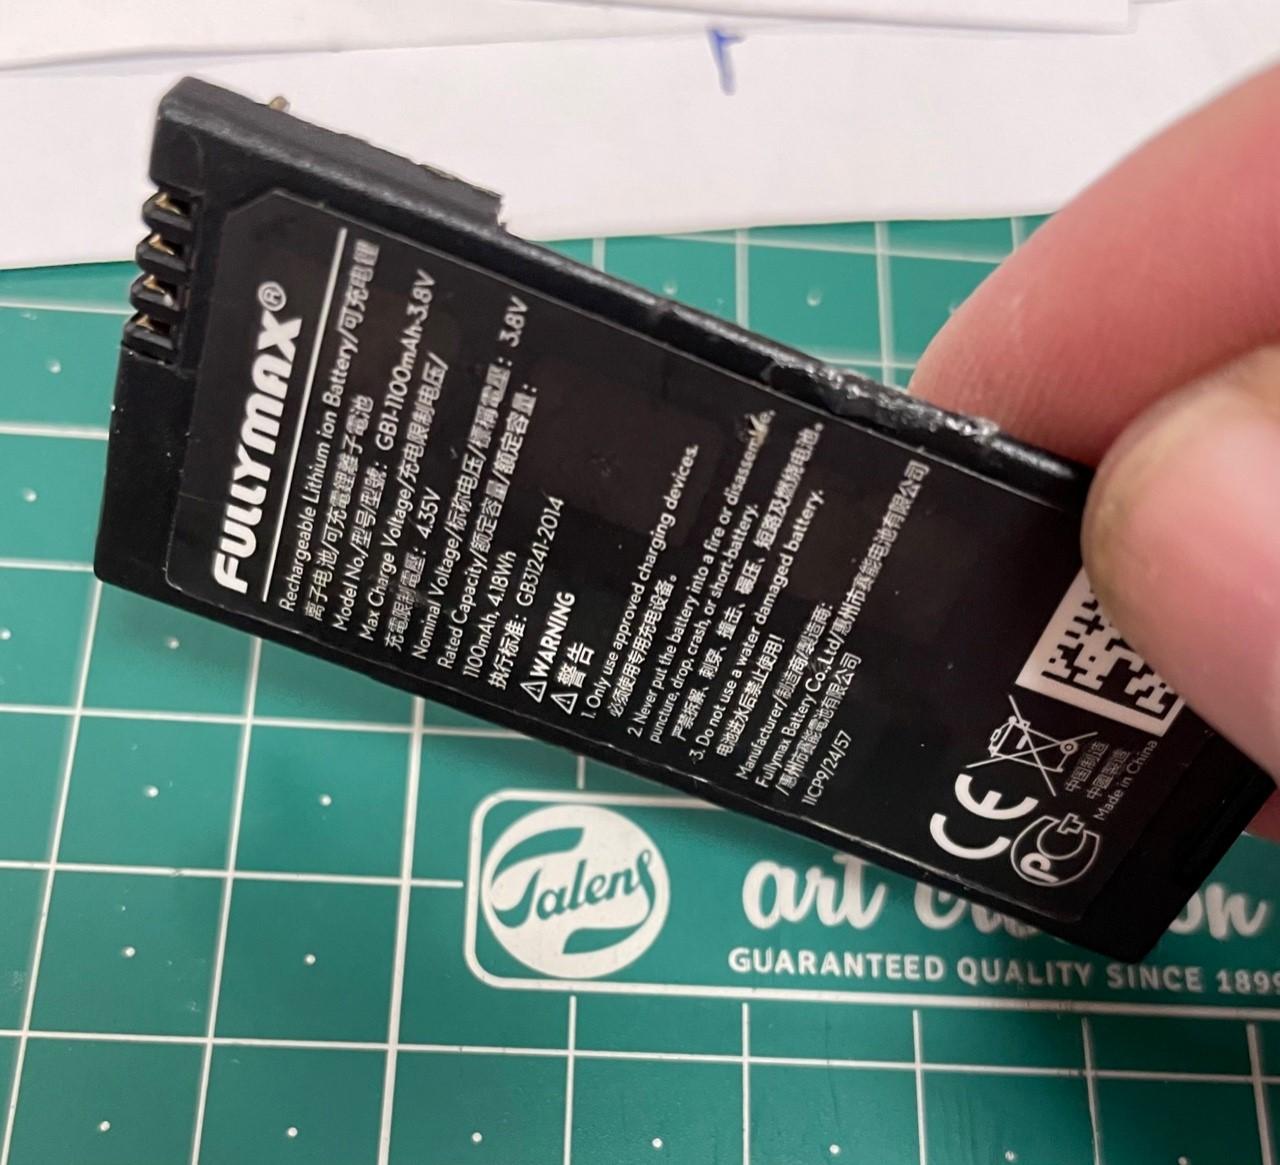 FULLYMAX®
Rechargeable Lithium ion Battery/可充电锂
离子电池/可充電鋰離子電池
Model No./型号/型號: GB1-1100mAh-3.8V
Max Charge Voltage/充电限制电压/
充電限制電壓: 4.35V
Nominal Voltage/标称电压/標稱電壓: 3.8V
Rated Capacity/额定容量/額定容量:
1100mAh, 4.18Wh
执行标准: GB31241-2014
⚠WARNING
⚠警告
1. Only use approved charging devices.
必须使用专用充电设备。
2. Never put the battery into a fire or disassemble,
puncture, drop, crash, or short-battery.
严禁拆解、刺穿、撞击、碾压、短路及燃烧电池。
3. Do not use a water damaged battery.
电池进水后禁止使用!
Manufacturer/制造商/製造商:
Fullymax Battery Co.,Ltd/惠州市赛能电池有限公司
/惠州市賽能電池有限公司
1ICP9/24/57
CE
PCT
中国制造
中國製造
Made in China
Talens
art
GUARANTEED QUALITY SINCE 1899